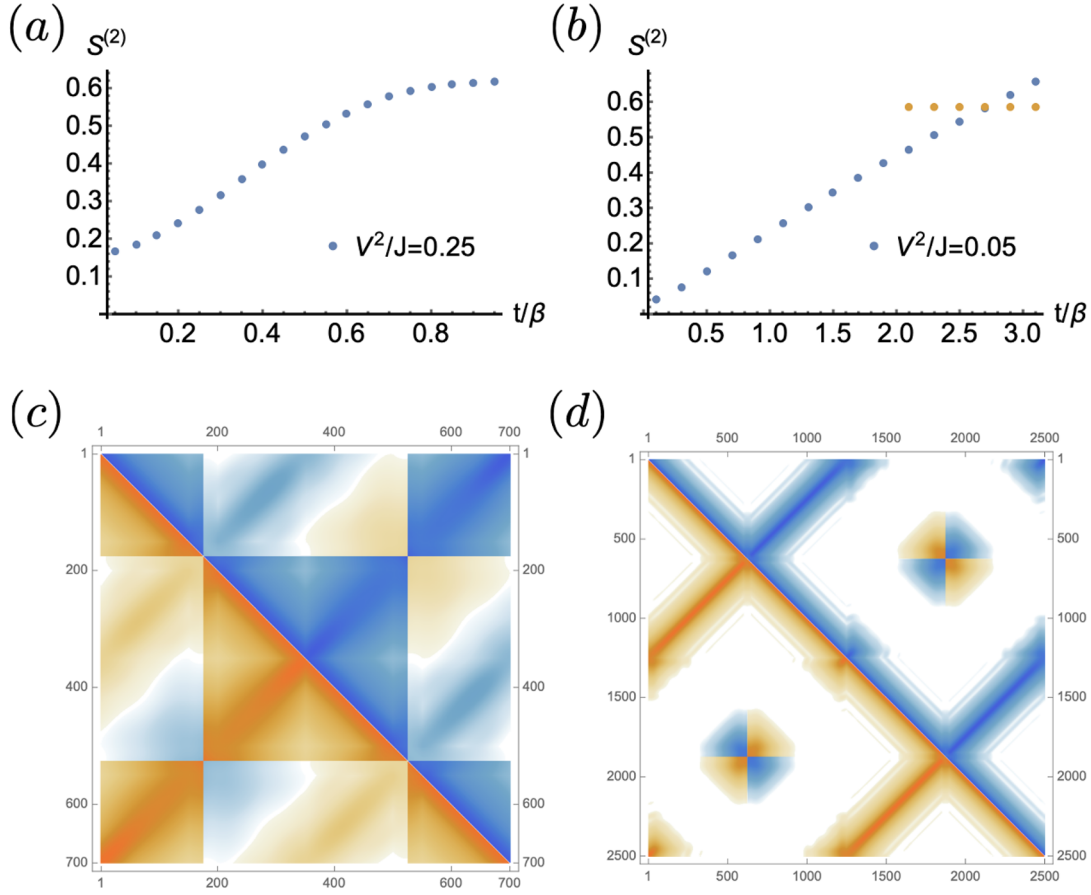 (a)
S(2)
0.6
0.5
0.4
0.3
0.2
0.1
V²/J=0.25
0.2 0.4 0.6 0.8
t/β
(b)
S(2)
0.6
0.5
0.4
0.3
0.2
0.1
V²/J=0.05
0.5 1.0 1.5 2.0 2.5 3.0
t/β
(c)
1 200 400 600 700
1 1
200 200
400 400
600 600
700 700
1 200 400 600 700
(d)
1 500 1000 1500 2000 2500
1 1
500 500
1000 1000
1500 1500
2000 2000
2500 2500
1 500 1000 1500 2000 2500